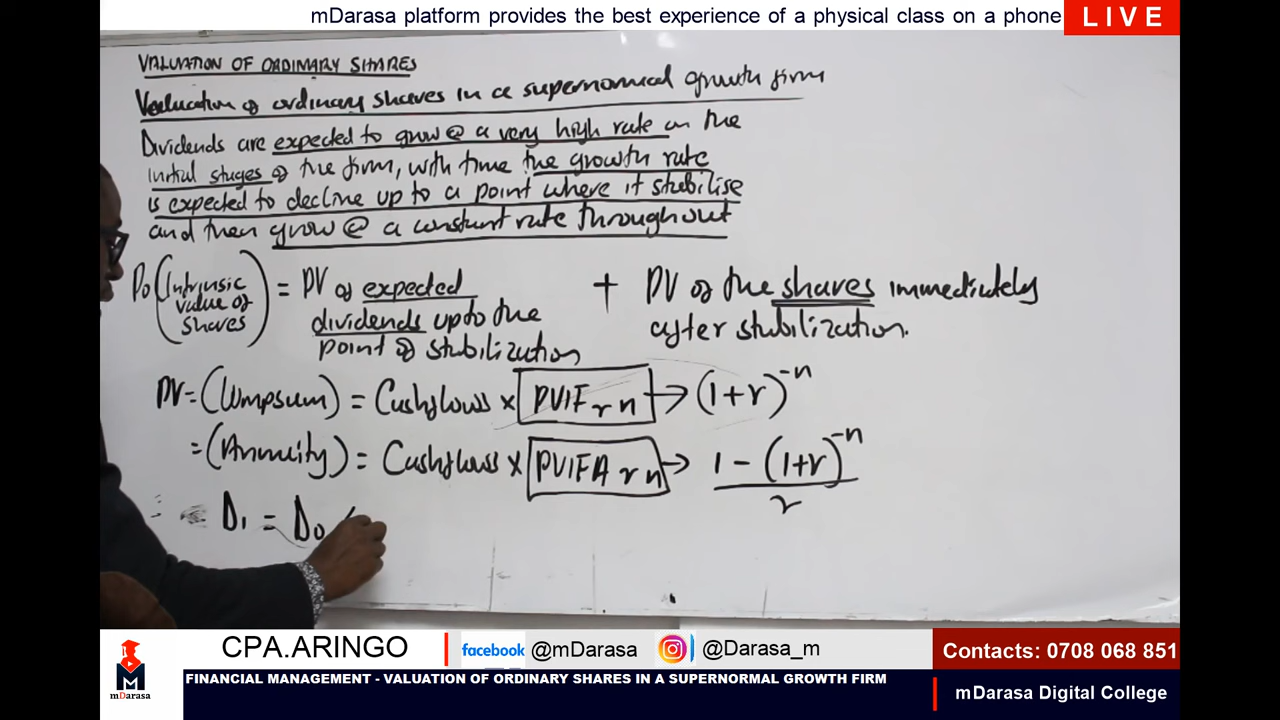 mDarasa platform provides the best experience of a physical class on a phone
LIVE
VALUATION OF ORDINARY SHARES
Valuation of ordinary shares in a supernormal growth firm
Dividends are expected to grow @ a very high rate in the
initial stages of the firm, with time the growth rate
is expected to decline up to a point where it stabilise
and then grow @ a constant rate throughout
P0 (Intrinsic value of shares) = PV of expected dividends up to the point of stabilization + PV of the shares immediately after stabilization.
PV = (Lumpsum) = Cashflows × PVIF r n → (1+r)^-n
= (Annuity) = Cashflows × PVIFA r n → 1 - (1+r)^-n / r
D1 = D0 (
CPA.ARINGO
facebook @mDarasa
@Darasa_m
Contacts: 0708 068 851
mDarasa
FINANCIAL MANAGEMENT - VALUATION OF ORDINARY SHARES IN A SUPERNORMAL GROWTH FIRM
mDarasa Digital College